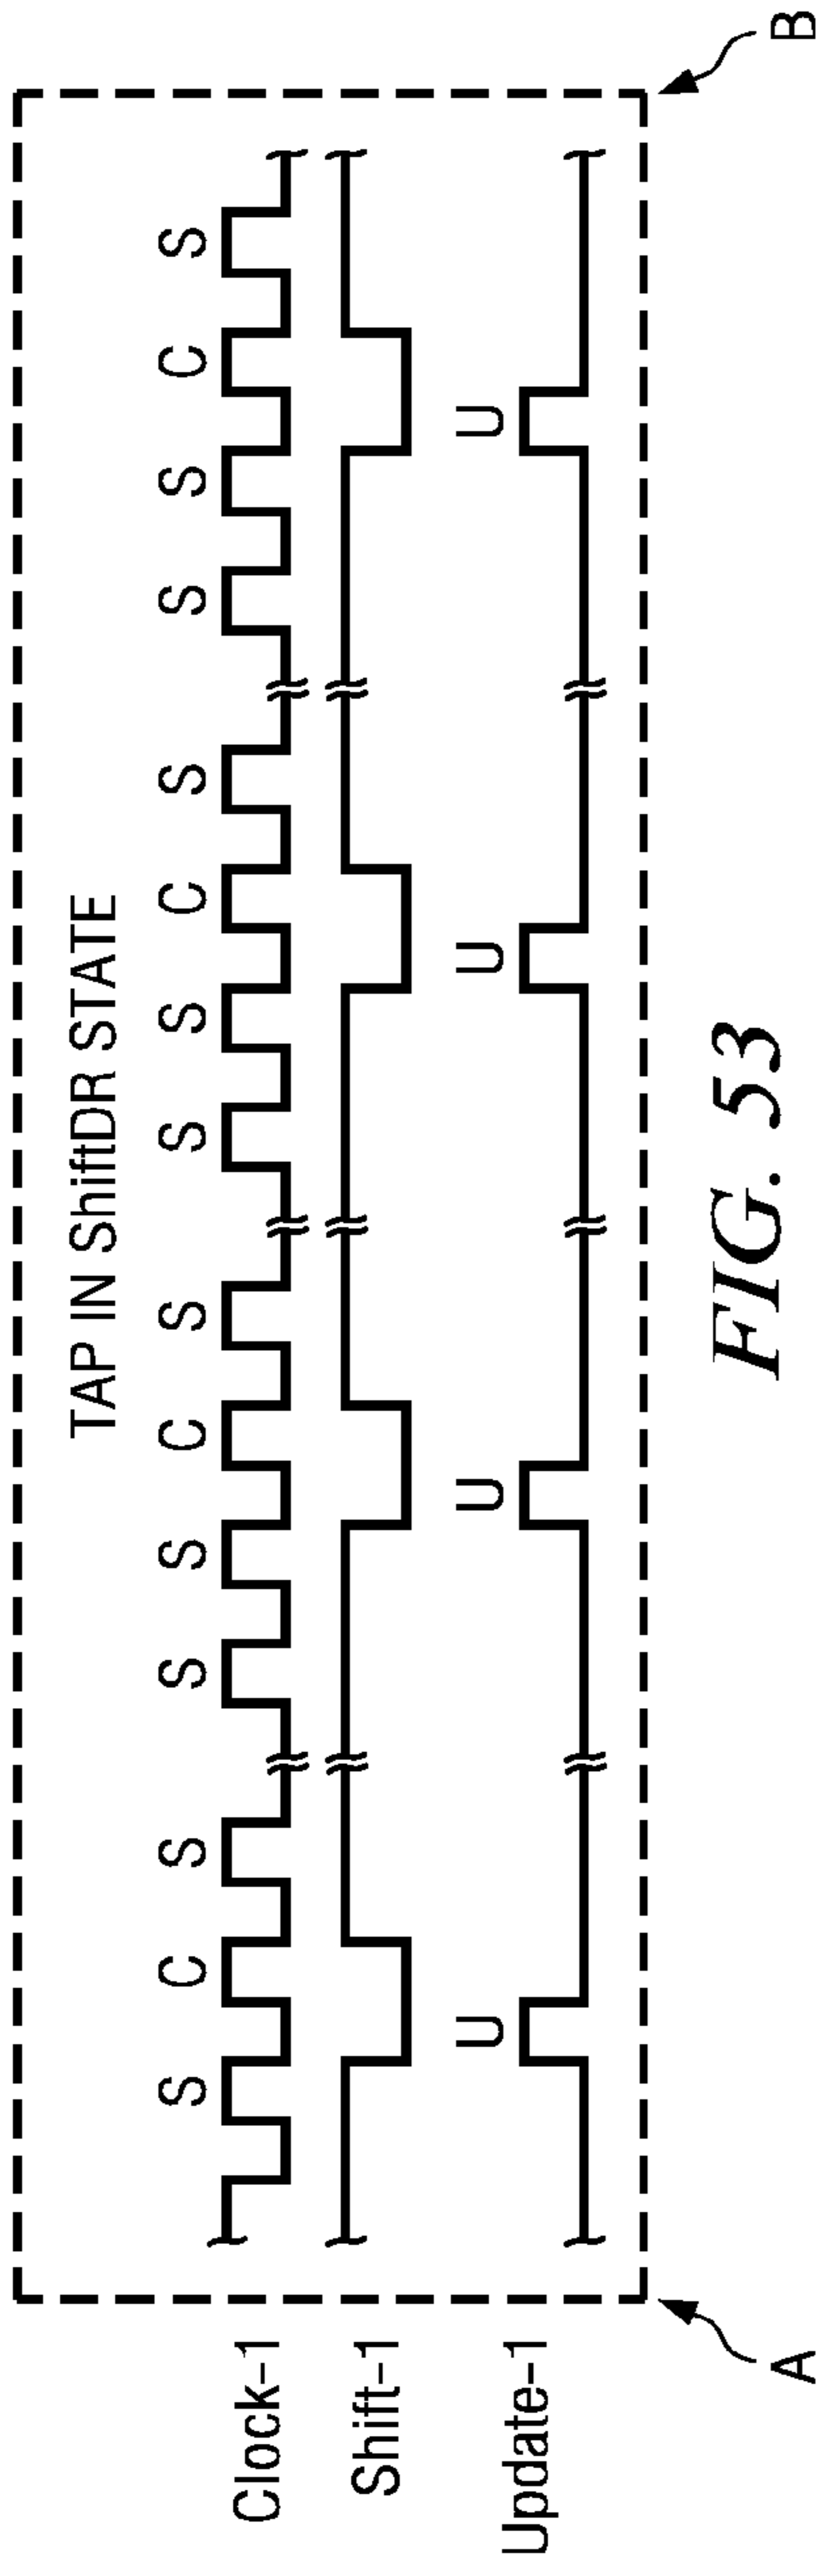 TAP IN ShiftDR STATE
S C S S S C S S S C S S S C S
Clock-1
Shift-1
U U U U
Update-1
A B
FIG. 53